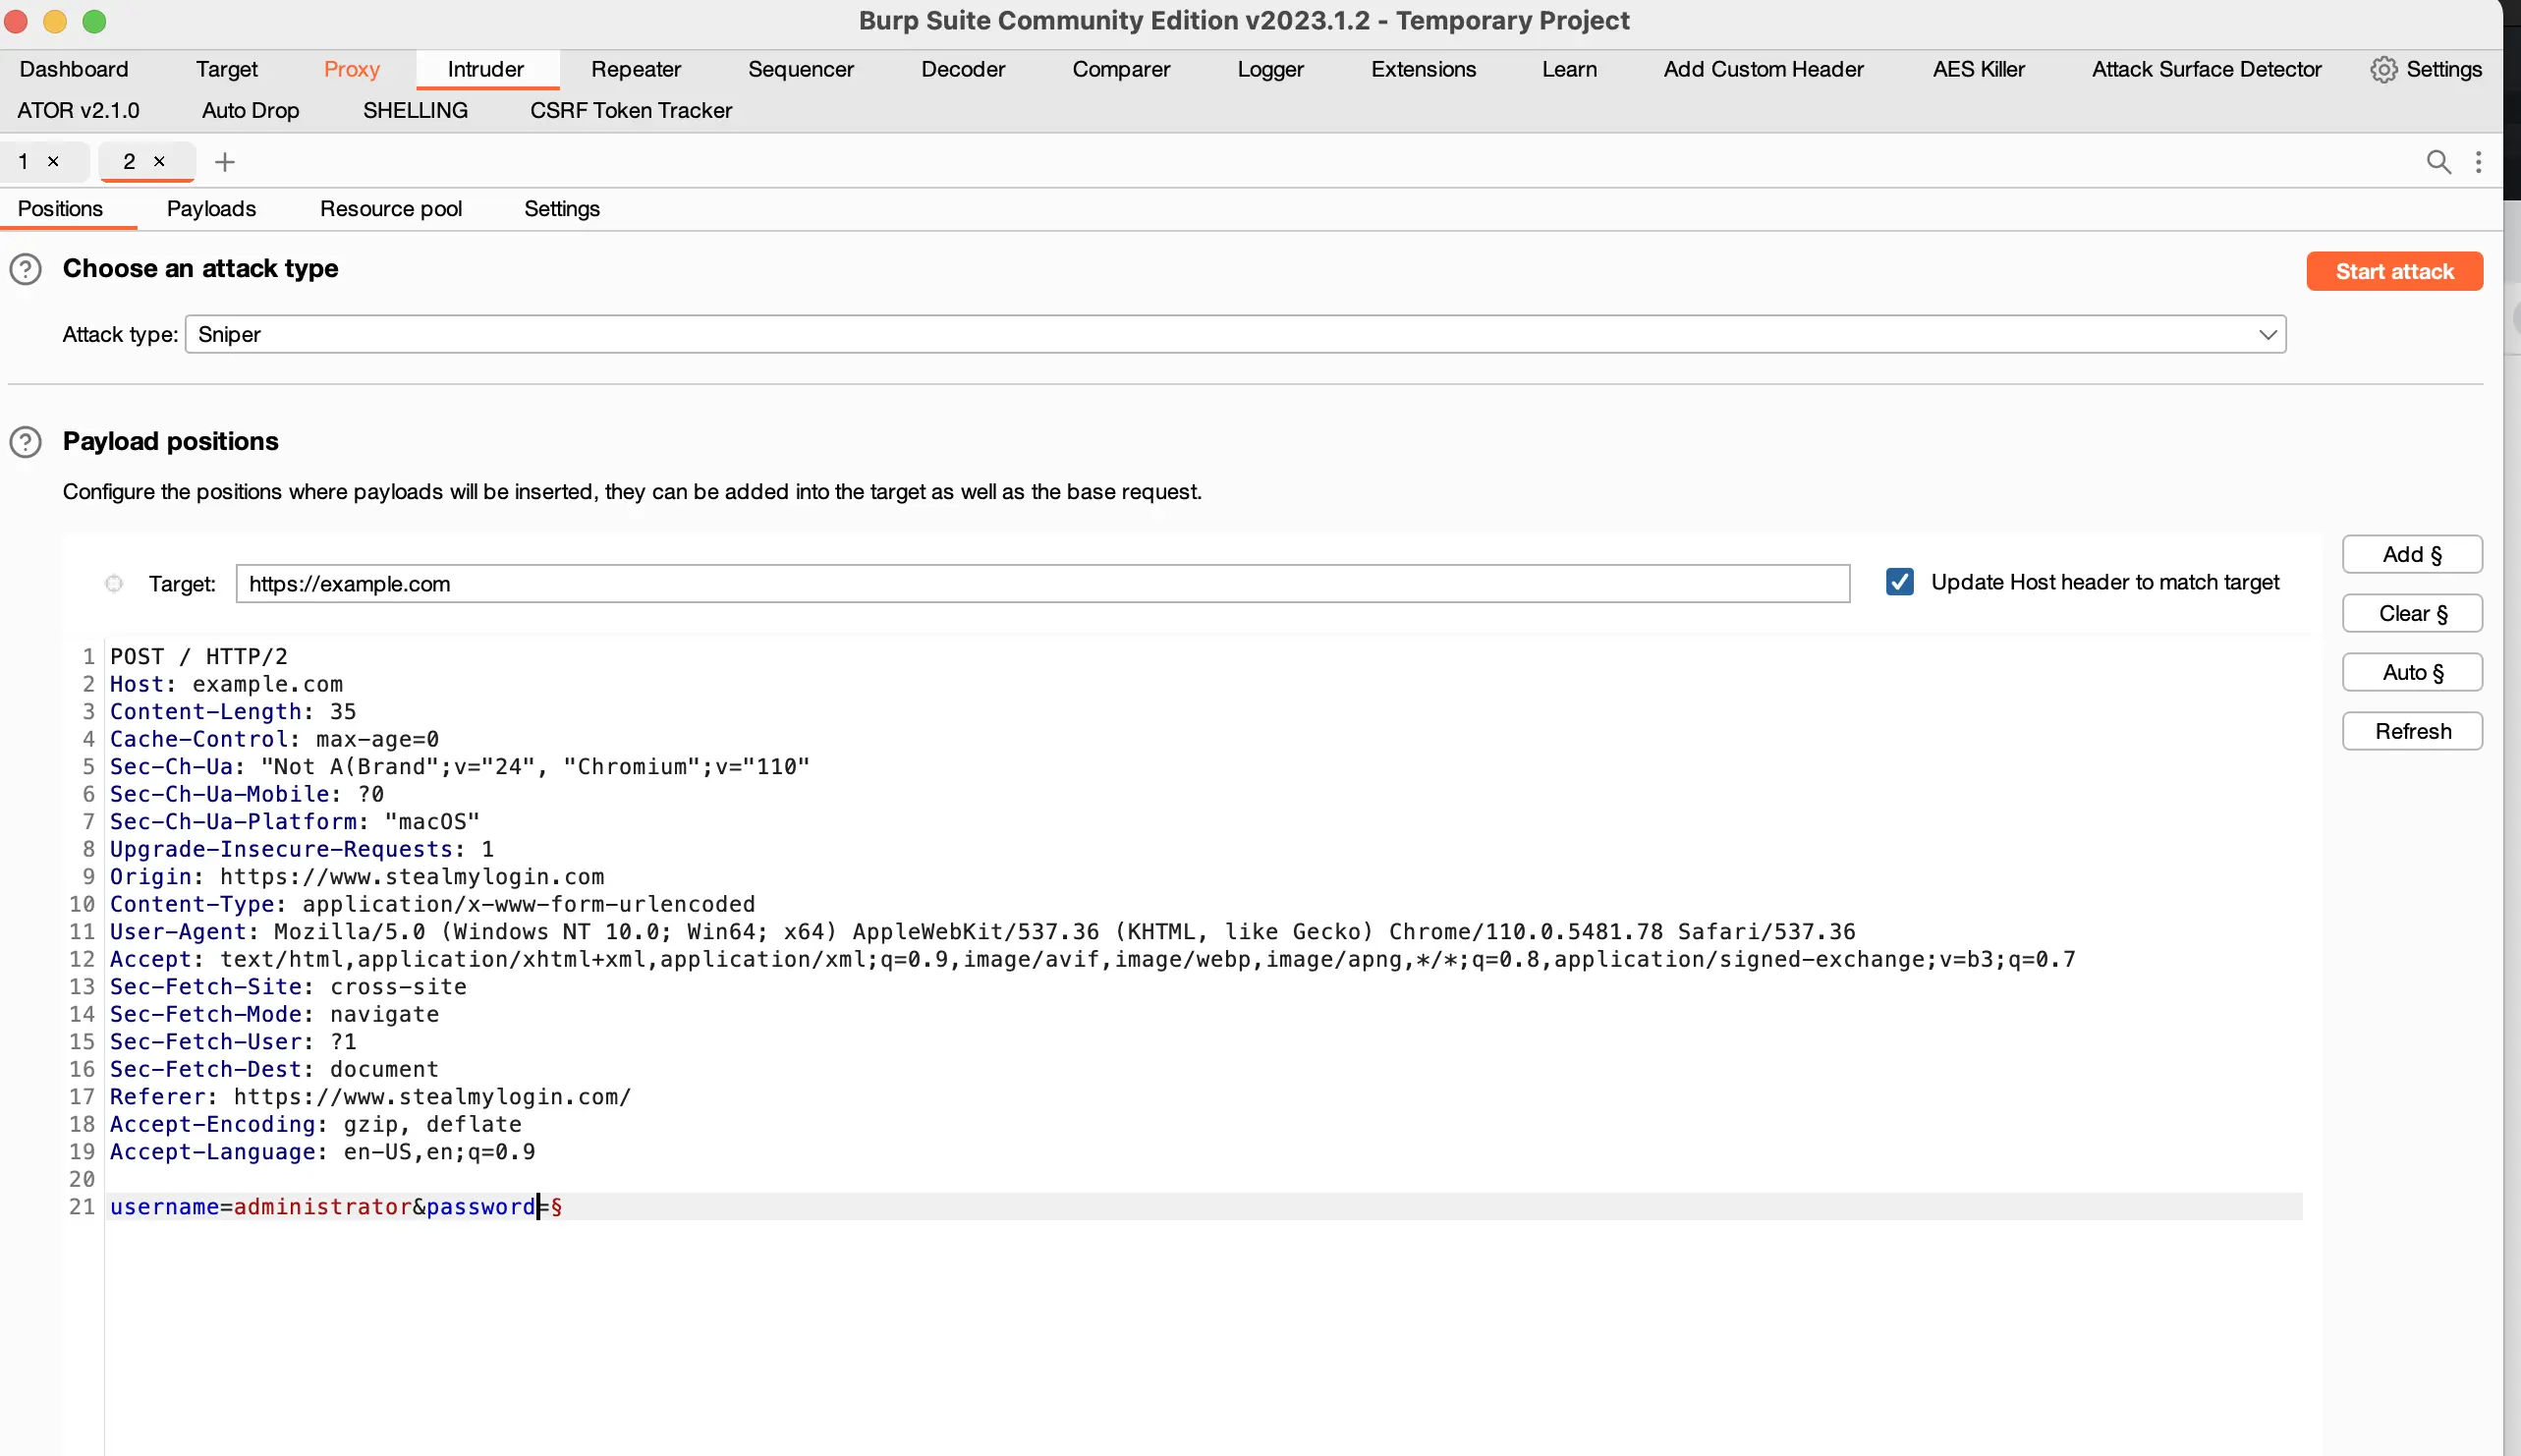 Burp Suite Community Edition v2023.1.2 - Temporary Project
Dashboard Target Proxy Intruder Repeater Sequencer Decoder Comparer Logger Extensions Learn Add Custom Header AES Killer Attack Surface Detector Settings
ATOR v2.1.0 Auto Drop SHELLING CSRF Token Tracker
1 × 2 × +
Positions Payloads Resource pool Settings
? Choose an attack type Start attack
Attack type: Sniper
? Payload positions
Configure the positions where payloads will be inserted, they can be added into the target as well as the base request.
Add §
Target: https://example.com Update Host header to match target
Clear §
Auto §
Refresh
1 POST / HTTP/2
2 Host: example.com
3 Content-Length: 35
4 Cache-Control: max-age=0
5 Sec-Ch-Ua: "Not A(Brand";v="24", "Chromium";v="110"
6 Sec-Ch-Ua-Mobile: ?0
7 Sec-Ch-Ua-Platform: "macOS"
8 Upgrade-Insecure-Requests: 1
9 Origin: https://www.stealmylogin.com
10 Content-Type: application/x-www-form-urlencoded
11 User-Agent: Mozilla/5.0 (Windows NT 10.0; Win64; x64) AppleWebKit/537.36 (KHTML, like Gecko) Chrome/110.0.5481.78 Safari/537.36
12 Accept: text/html,application/xhtml+xml,application/xml;q=0.9,image/avif,image/webp,image/apng,*/*;q=0.8,application/signed-exchange;v=b3;q=0.7
13 Sec-Fetch-Site: cross-site
14 Sec-Fetch-Mode: navigate
15 Sec-Fetch-User: ?1
16 Sec-Fetch-Dest: document
17 Referer: https://www.stealmylogin.com/
18 Accept-Encoding: gzip, deflate
19 Accept-Language: en-US,en;q=0.9
20
21 username=administrator&password=§